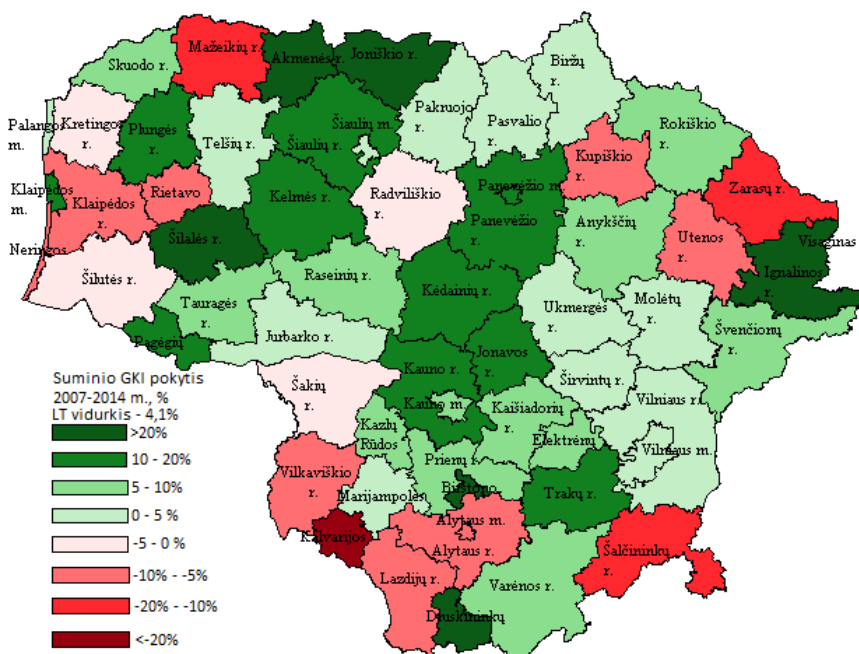 Mažeikių r.
Akmenės r.
Joniškio r.
Skuodo r.
Biržų r.
Palangos m.
Kretingos r.
Plungės r.
Telšių r.
Šiaulių r.
Šiaulių m.
Pakruojo r.
Pasvalio r.
Rokiškio r.
Kupiškio r.
Klaipėdos m.
Klaipėdos r.
Rietavo
Kelmės r.
Radviliškio r.
Panevėžio m.
Panevėžio r.
Anykščių r.
Utenos r.
Zarasų r.
Visaginas
Ignalinos r.
Neringos
Šilutės r.
Šilalės r.
Tauragės r.
Raseinių r.
Kėdainių r.
Ukmergės r.
Molėtų r.
Švenčionų r.
Pagėgių
Jurbarko r.
Jonavos r.
Kauno r.
Kauno m.
Širvintų r.
Vilniaus r.
Vilniaus m.
Šakių r.
Kaišiadorių r.
Elektrėnų
Kazlų Rūdos
Prienų r.
Birštono
Trakų r.
Vilkaviškio r.
Marijampolės
Kalvarijos
Alytaus m.
Alytaus r.
Lazdijų r.
Druskininkų
Varėnos r.
Šalčininkų r.
Suminio GKI pokytis
2007-2014 m., %
LT vidurkis - 4,1%
>20%
10 - 20%
5 - 10%
0 - 5 %
-5 - 0 %
-10% - -5%
-20% - -10%
<-20%